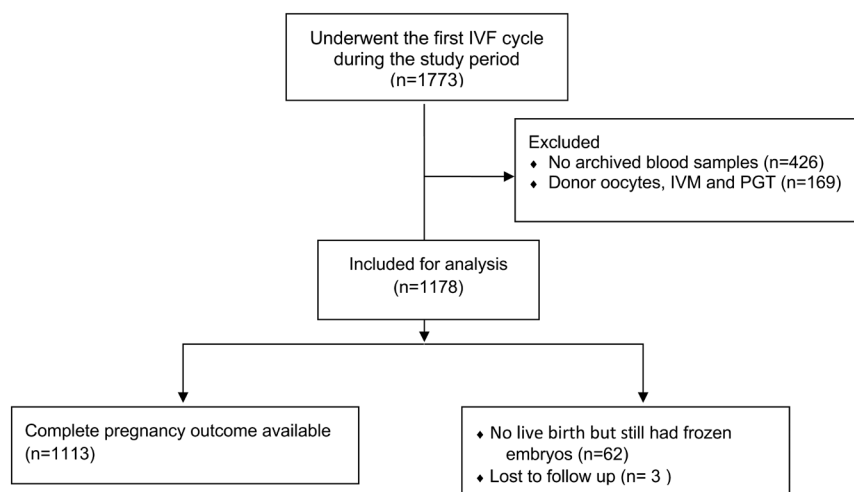 Underwent the first IVF cycle
during the study period
(n=1773)
Excluded
♦ No archived blood samples (n=426)
♦ Donor oocytes, IVM and PGT (n=169)
Included for analysis
(n=1178)
Complete pregnancy outcome available
(n=1113)
♦ No live birth but still had frozen
embryos (n=62)
♦ Lost to follow up (n= 3 )